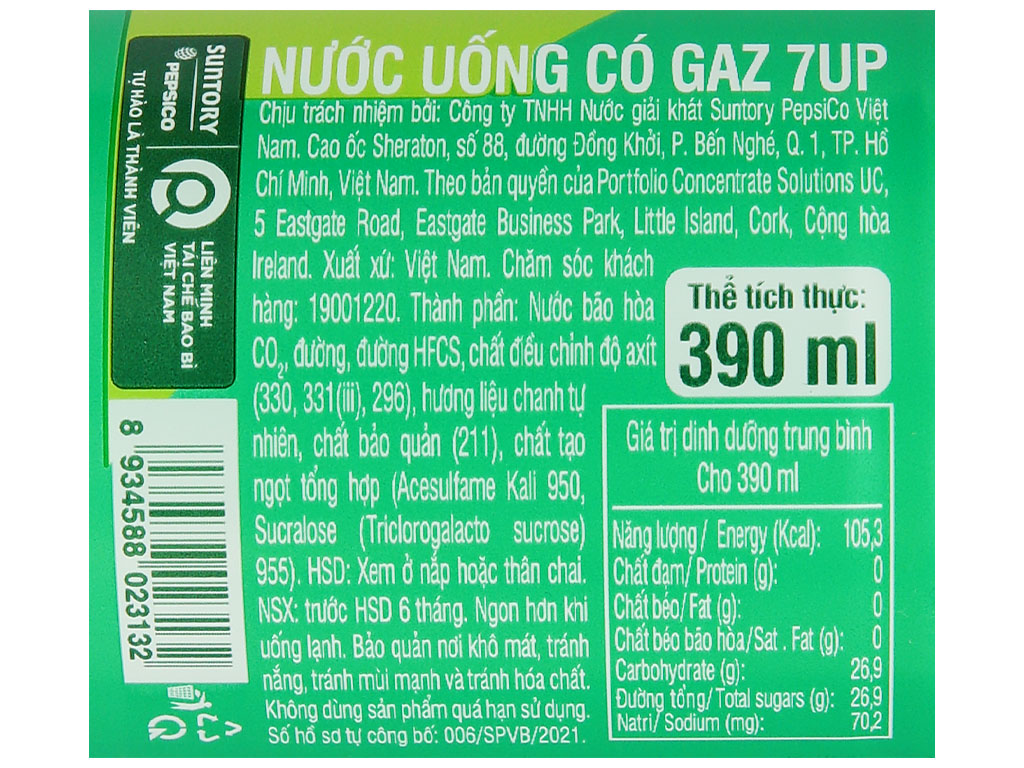 NƯỚC UỐNG CÓ GAZ 7UP
Chịu trách nhiệm bởi: Công ty TNHH Nước giải khát Suntory PepsiCo Việt
Nam. Cao ốc Sheraton, số 88, đường Đồng Khởi, P. Bến Nghé, Q. 1, TP. Hồ
Chí Minh, Việt Nam. Theo bản quyền của Portfolio Concentrate Solutions UC,
5 Eastgate Road, Eastgate Business Park, Little Island, Cork, Cộng hòa
Ireland. Xuất xứ: Việt Nam. Chăm sóc khách
hàng: 19001220. Thành phần: Nước bão hòa
CO₂, đường, đường HFCS, chất điều chỉnh độ axít
(330, 331(iii), 296), hương liệu chanh tự
nhiên, chất bảo quản (211), chất tạo
ngọt tổng hợp (Acesulfame Kali 950,
Sucralose (Triclorogalacto sucrose)
955). HSD: Xem ở nắp hoặc thân chai.
NSX: trước HSD 6 tháng. Ngon hơn khi
uống lạnh. Bảo quản nơi khô mát, tránh
nắng, tránh mùi mạnh và tránh hóa chất.
Không dùng sản phẩm quá hạn sử dụng.
Số hồ sơ tự công bố: 006/SPVB/2021.
Thể tích thực:
390 ml
Giá trị dinh dưỡng trung bình
Cho 390 ml
Năng lượng/ Energy (Kcal): 105,3
Chất đạm/ Protein (g): 0
Chất béo/ Fat (g): 0
Chất béo bão hòa/Sat . Fat (g): 0
Carbohydrate (g): 26,9
Đường tổng/ Total sugars (g): 26,9
Natri/ Sodium (mg): 70,2
SUNTORY
PEPSICO
TỰ HÀO LÀ THÀNH VIÊN
LIÊN MINH
TÁI CHẾ BAO BÌ
VIỆT NAM
8 934588 023132